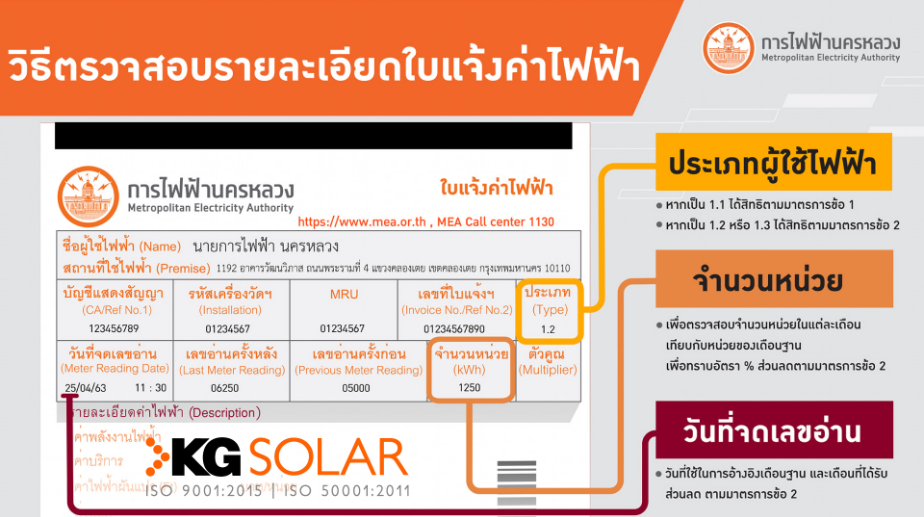 วิธีตรวจสอบรายละเอียดใบแจ้งค่าไฟฟ้า
การไฟฟ้านครหลวง
Metropolitan Electricity Authority
การไฟฟ้านครหลวง
Metropolitan Electricity Authority
ใบแจ้งค่าไฟฟ้า
https://www.mea.or.th , MEA Call center 1130
ชื่อผู้ใช้ไฟฟ้า (Name) นายการไฟฟ้า นครหลวง
สถานที่ใช้ไฟฟ้า (Premise) 1192 อาคารวัฒนวิภาส ถนนพระรามที่ 4 แขวงคลองเตย เขตคลองเตย กรุงเทพมหานคร 10110
บัญชีแสดงสัญญา รหัสเครื่องวัดฯ MRU เลขที่ใบแจ้งฯ ประเภท
(CA/Ref No.1) (Installation) (Invoice No./Ref No.2) (Type)
123456789 01234567 01234567 01234567890 1.2
วันที่จดเลขอ่าน เลขอ่านครั้งหลัง เลขอ่านครั้งก่อน จำนวนหน่วย ตัวคูณ
(Meter Reading Date) (Last Meter Reading) (Previous Meter Reading) (kWh) (Multiplier)
25/04/63 11 : 30 06250 05000 1250
รายละเอียดค่าไฟฟ้า (Description)
ค่าพลังงานไฟฟ้า
ค่าบริการ
ค่าไฟฟ้าผันแปร
KG SOLAR
ISO 9001:2015 | ISO 50001:2011
ประเภทผู้ใช้ไฟฟ้า
• หากเป็น 1.1 ได้สิทธิตามมาตรการข้อ 1
• หากเป็น 1.2 หรือ 1.3 ได้สิทธิตามมาตรการข้อ 2
จำนวนหน่วย
• เพื่อตรวจสอบจำนวนหน่วยในแต่ละเดือน
เทียบกับหน่วยของเดือนฐาน
เพื่อทราบอัตรา % ส่วนลดตามมาตรการข้อ 2
วันที่จดเลขอ่าน
• วันที่ใช้ในการอ้างอิงเดือนฐาน และเดือนที่ได้รับ
ส่วนลด ตามมาตรการข้อ 2